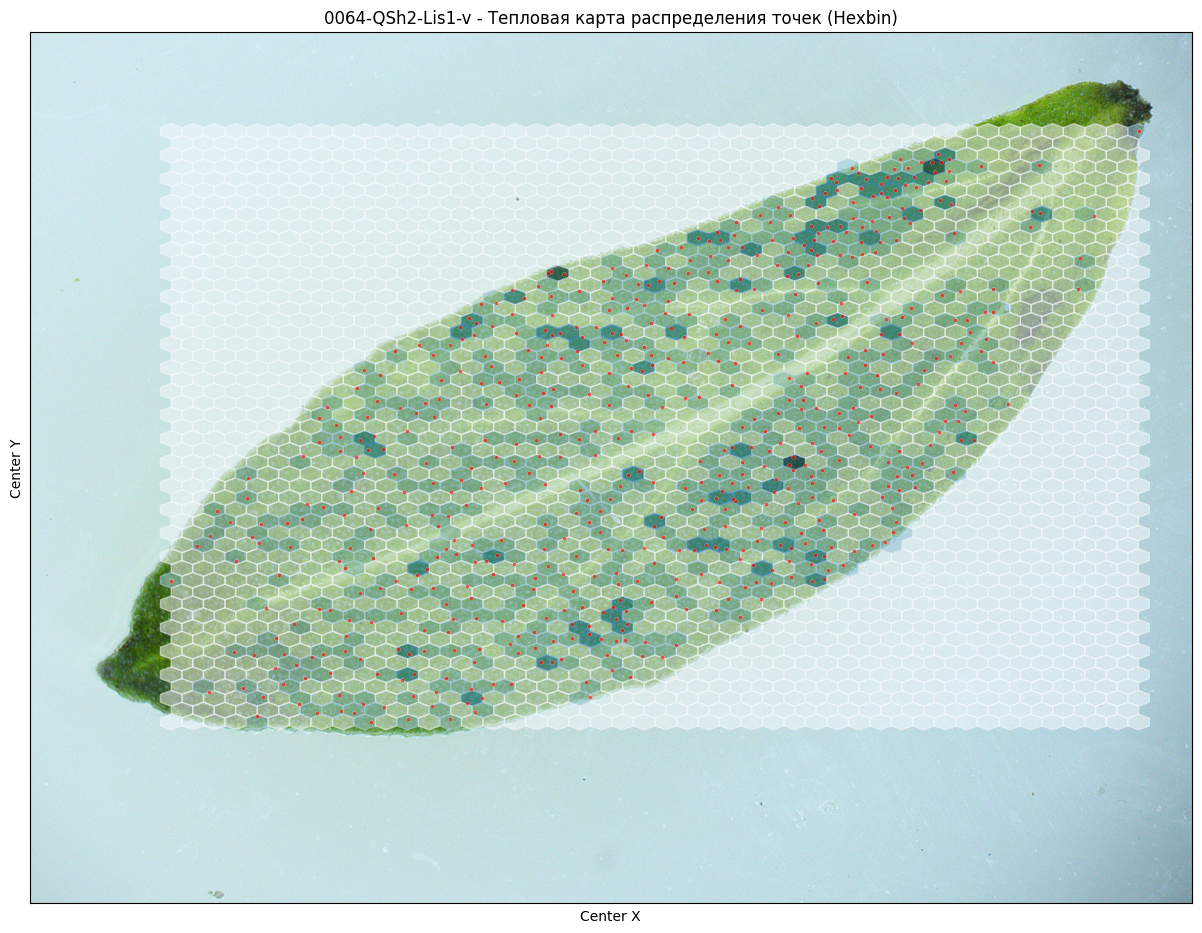 0064-QSh2-Lis1-v - Тепловая карта распределения точек (Hexbin)
Center Y
Center X